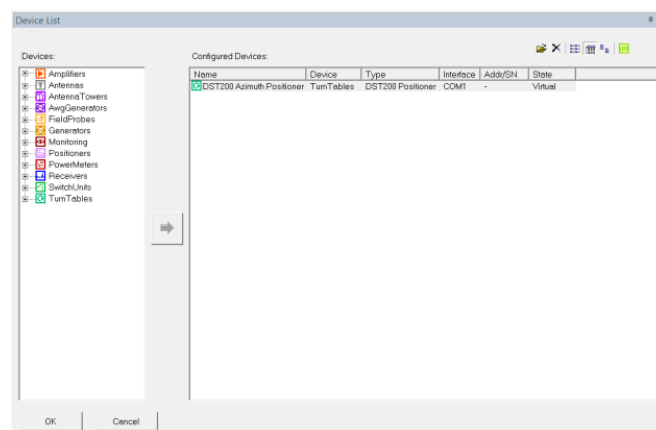 Device List
Devices:
Configured Devices:
Amplifiers
Antennas
AntennaTowers
AwgGenerators
FieldProbes
Generators
Monitoring
Positioners
PowerMeters
Receivers
SwitchUnits
TurnTables
Name Device Type Interface Addr/SN State
DST200 Azimuth Positioner TurnTables DST200 Positioner COM1 - Virtual
OK Cancel